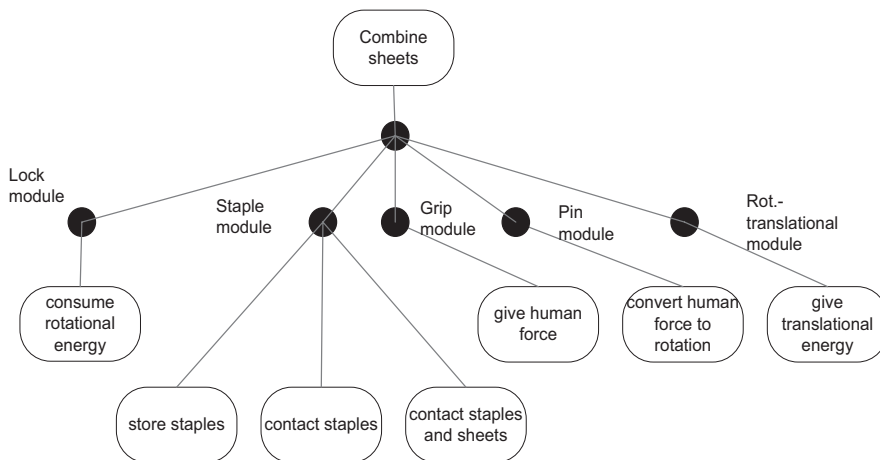 Combine
sheets
Lock
module
Staple
module
Grip
module
Pin
module
Rot.-
translational
module
consume
rotational
energy
give human
force
convert human
force to
rotation
give
translational
energy
store staples
contact staples
contact staples
and sheets